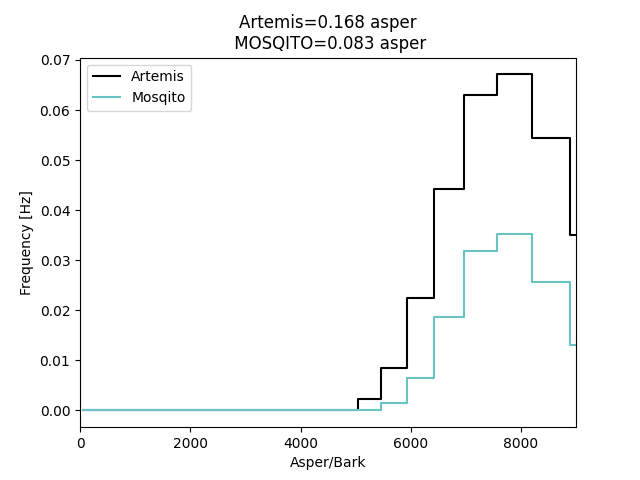 Artemis=0.168 asper
MOSQITO=0.083 asper
Artemis
Mosqito
0.07
0.06
0.05
0.04
0.03
0.02
0.01
0.00
Frequency [Hz]
0 2000 4000 6000 8000
Asper/Bark